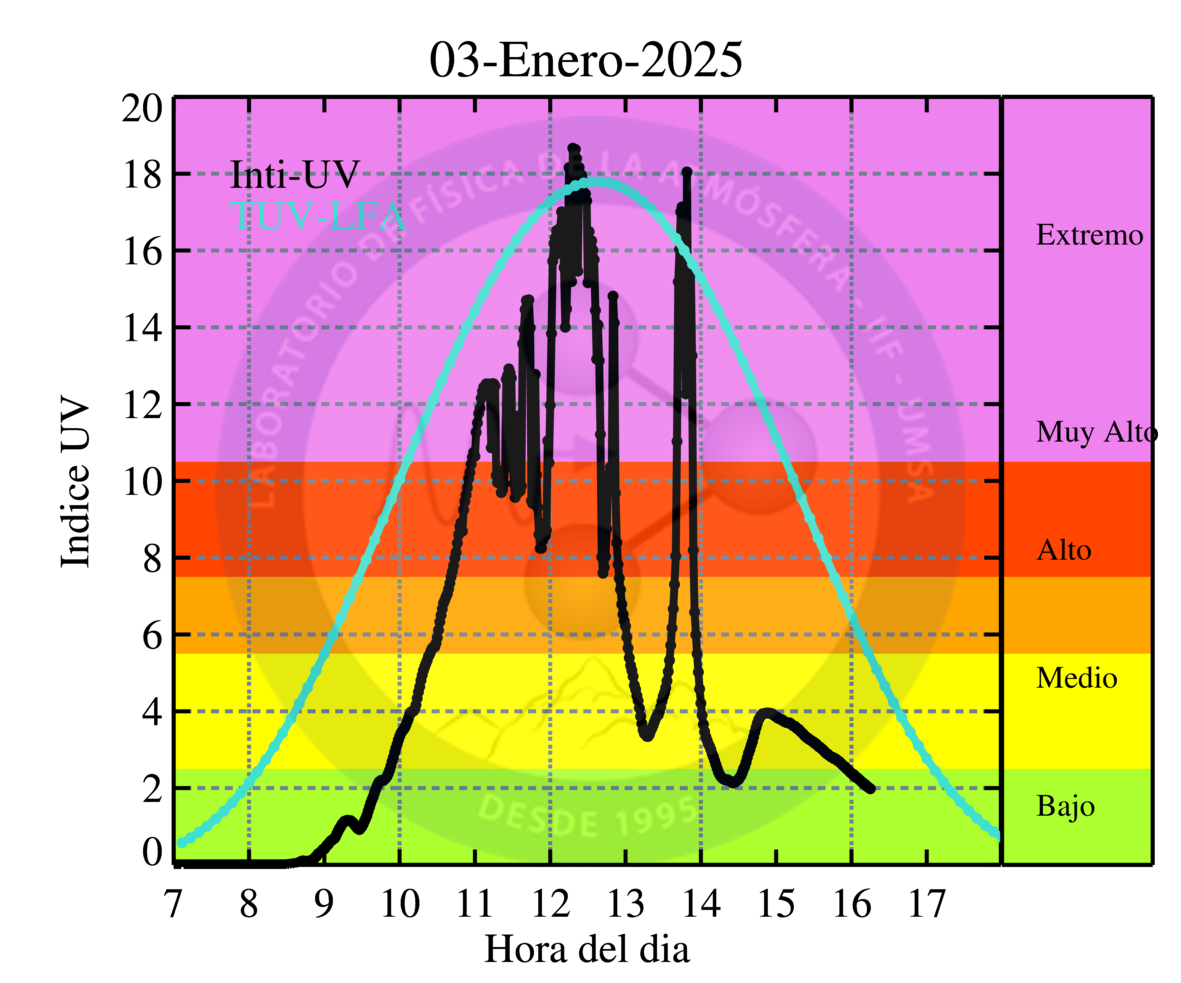 03-Enero-2025
20
18
16
14
12
10
8
6
4
2
0
Indice UV
Inti-UV
TUV-LFA
LABORATORIO DE FÍSICA DE LA ATMÓSFERA - IIF - UMSA
DESDE 1995
Extremo
Muy Alto
Alto
Medio
Bajo
7 8 9 10 11 12 13 14 15 16 17
Hora del dia